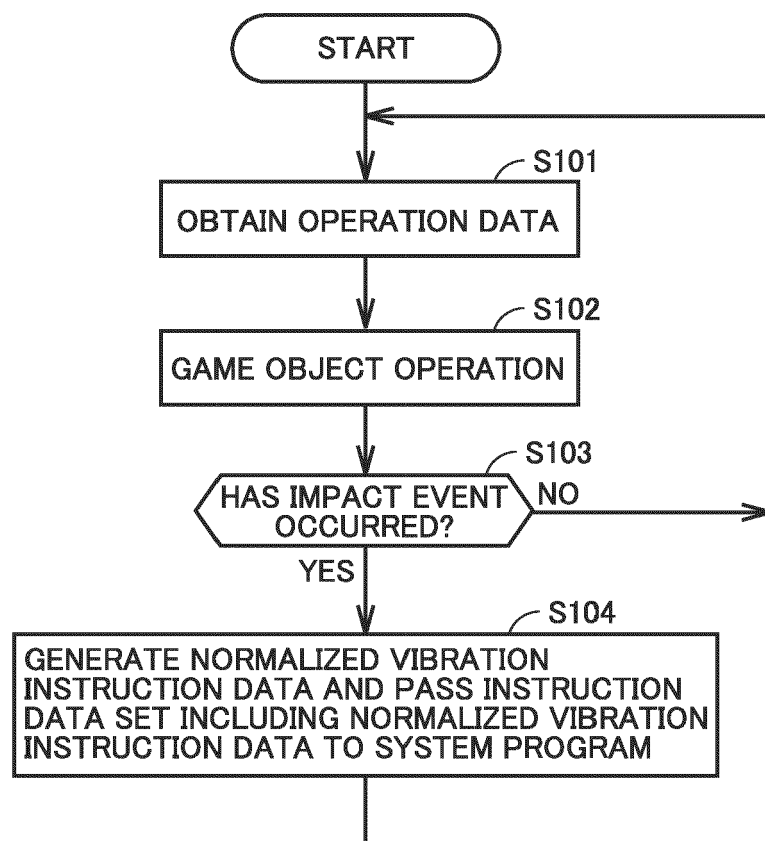 START
S101
OBTAIN OPERATION DATA
S102
GAME OBJECT OPERATION
S103
HAS IMPACT EVENT
OCCURRED?
NO
YES
S104
GENERATE NORMALIZED VIBRATION
INSTRUCTION DATA AND PASS INSTRUCTION
DATA SET INCLUDING NORMALIZED VIBRATION
INSTRUCTION DATA TO SYSTEM PROGRAM